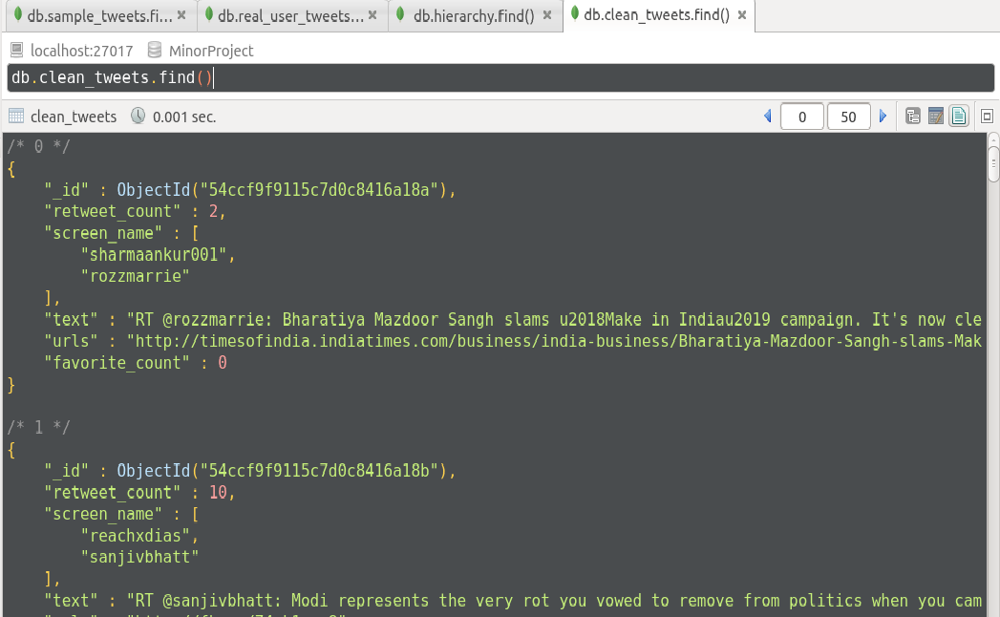 db.sample_tweets.fi... db.real_user_tweets... db.hierarchy.find() db.clean_tweets.find()
localhost:27017 MinorProject
db.clean_tweets.find()
clean_tweets 0.001 sec. 0 50
/* 0 */
{
"_id" : ObjectId("54ccf9f9115c7d0c8416a18a"),
"retweet_count" : 2,
"screen_name" : [
"sharmaankur001",
"rozzmarrie"
],
"text" : "RT @rozzmarrie: Bharatiya Mazdoor Sangh slams u2018Make in Indiau2019 campaign. It's now cle
"urls" : "http://timesofindia.indiatimes.com/business/india-business/Bharatiya-Mazdoor-Sangh-slams-Mak
"favorite_count" : 0
}
/* 1 */
{
"_id" : ObjectId("54ccf9f9115c7d0c8416a18b"),
"retweet_count" : 10,
"screen_name" : [
"reachxdias",
"sanjivbhatt"
],
"text" : "RT @sanjivbhatt: Modi represents the very rot you vowed to remove from politics when you cam